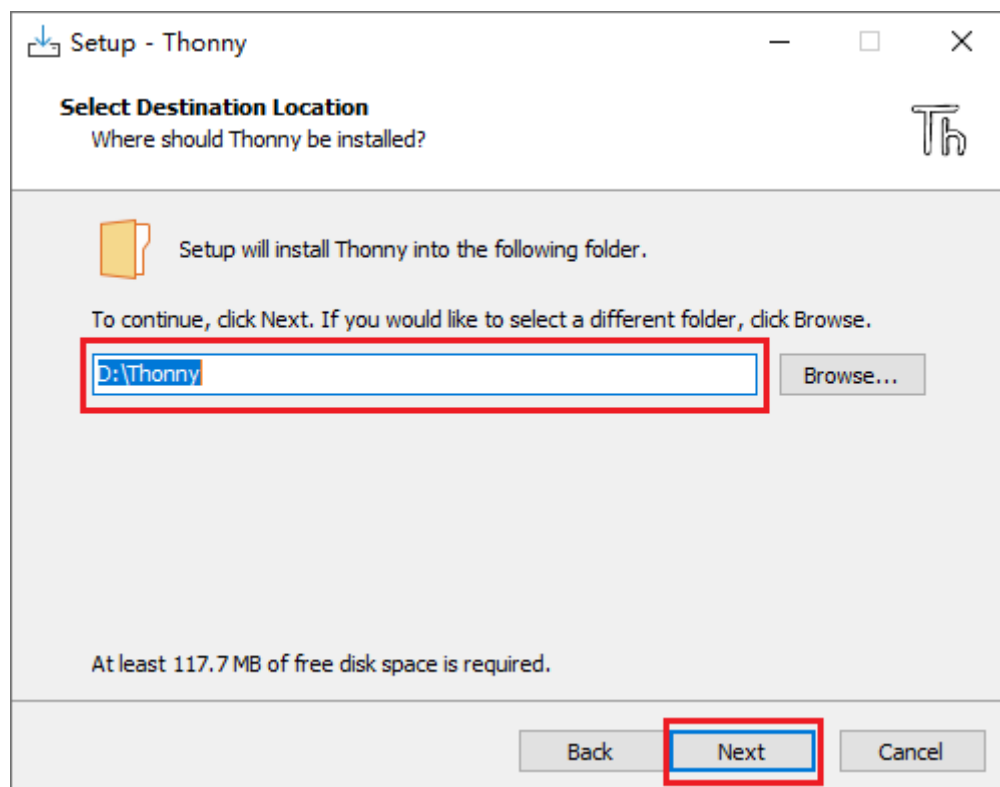 Setup - Thonny
Select Destination Location
Where should Thonny be installed?
Th
Setup will install Thonny into the following folder.
To continue, click Next. If you would like to select a different folder, click Browse.
D:\Thonny
Browse...
At least 117.7 MB of free disk space is required.
Back Next Cancel